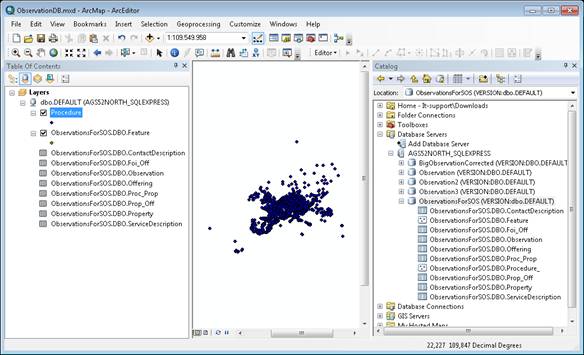 ObservationDB.mxd - ArcMap - ArcEditor
File Edit View Bookmarks Insert Selection Geoprocessing Customize Windows Help
1:109.549.958
Editor
Table Of Contents
Layers
dbo.DEFAULT (AGS52NORTH_SQLEXPRESS)
Procedure
ObservationsForSOS.DBO.Feature
ObservationsForSOS.DBO.ContactDescription
ObservationsForSOS.DBO.Foi_Off
ObservationsForSOS.DBO.Observation
ObservationsForSOS.DBO.Offering
ObservationsForSOS.DBO.Proc_Prop
ObservationsForSOS.DBO.Prop_Off
ObservationsForSOS.DBO.Property
ObservationsForSOS.DBO.ServiceDescription
Catalog
Location: ObservationsForSOS (VERSION:dbo.DEFAULT)
Home - It-support\Downloads
Folder Connections
Toolboxes
Database Servers
Add Database Server
AGS52NORTH_SQLEXPRESS
BigObservationCorrected (VERSION:DBO.DEFAUL
Observation (VERSION:DBO.DEFAULT)
Observation2 (VERSION:DBO.DEFAULT)
Observation3 (VERSION:DBO.DEFAULT)
ObservationsForSOS (VERSION:dbo.DEFAULT)
ObservationsForSOS.DBO.ContactDescription
ObservationsForSOS.DBO.Feature
ObservationsForSOS.DBO.Foi_Off
ObservationsForSOS.DBO.Observation
ObservationsForSOS.DBO.Offering
ObservationsForSOS.DBO.Proc_Prop
ObservationsForSOS.DBO.Procedure_
ObservationsForSOS.DBO.Prop_Off
ObservationsForSOS.DBO.Property
ObservationsForSOS.DBO.ServiceDescription
Database Connections
GIS Servers
My Hosted Maps
22,227 109,847 Decimal Degrees